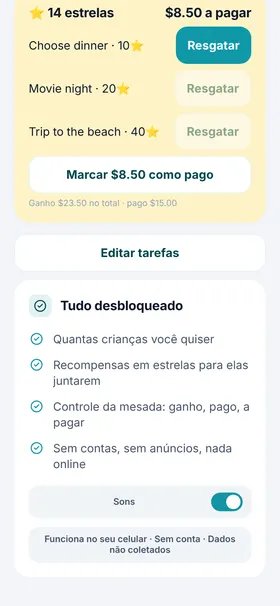 ⭐ 14 estrelas
$8.50 a pagar
Choose dinner · 10⭐
Resgatar
Movie night · 20⭐
Resgatar
Trip to the beach · 40⭐
Resgatar
Marcar $8.50 como pago
Ganho $23.50 no total · pago $15.00
Editar tarefas
Tudo desbloqueado
Quantas crianças você quiser
Recompensas em estrelas para elas
juntarem
Controle da mesada: ganho, pago, a
pagar
Sem contas, sem anúncios, nada
online
Sons
Funciona no seu celular · Sem conta · Dados
não coletados